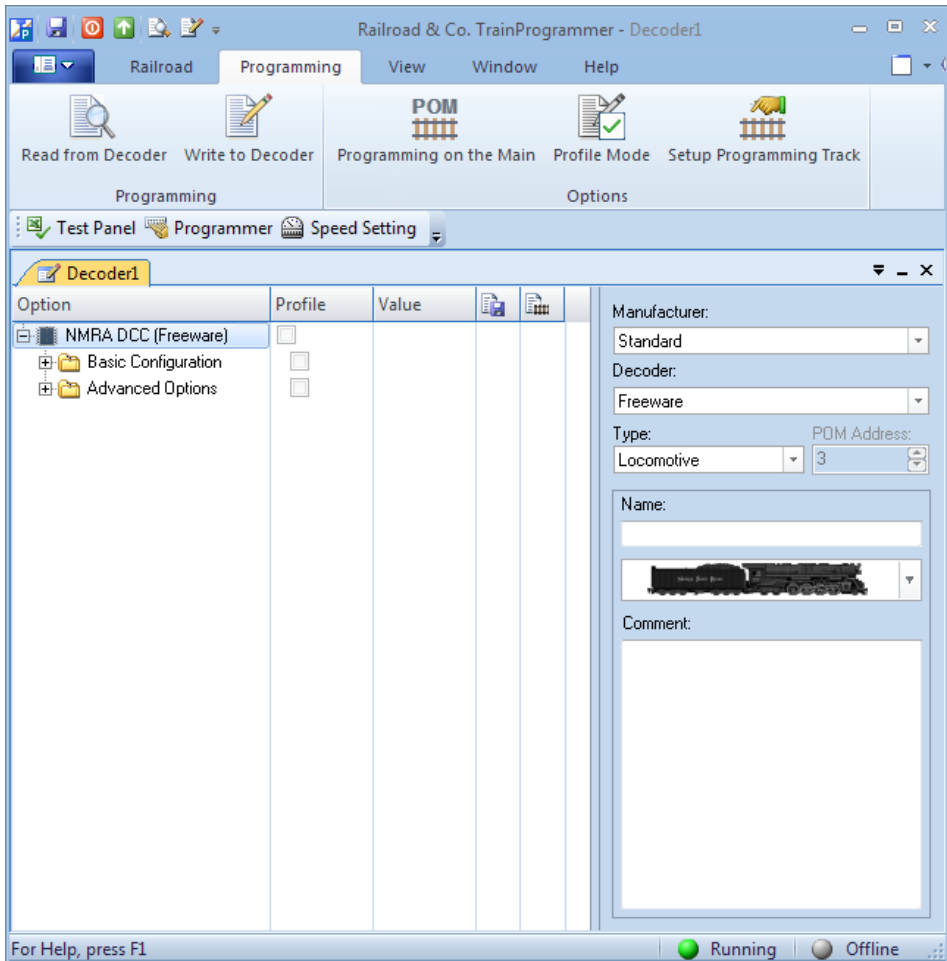 Railroad & Co. TrainProgrammer - Decoder1
Railroad Programming View Window Help
POM
Read from Decoder Write to Decoder Programming on the Main Profile Mode Setup Programming Track
Programming Options
Test Panel Programmer Speed Setting
Decoder1
Option Profile Value
NMRA DCC (Freeware)
Basic Configuration
Advanced Options
Manufacturer:
Standard
Decoder:
Freeware
Type: POM Address:
Locomotive 3
Name:
Comment:
For Help, press F1 Running Offline